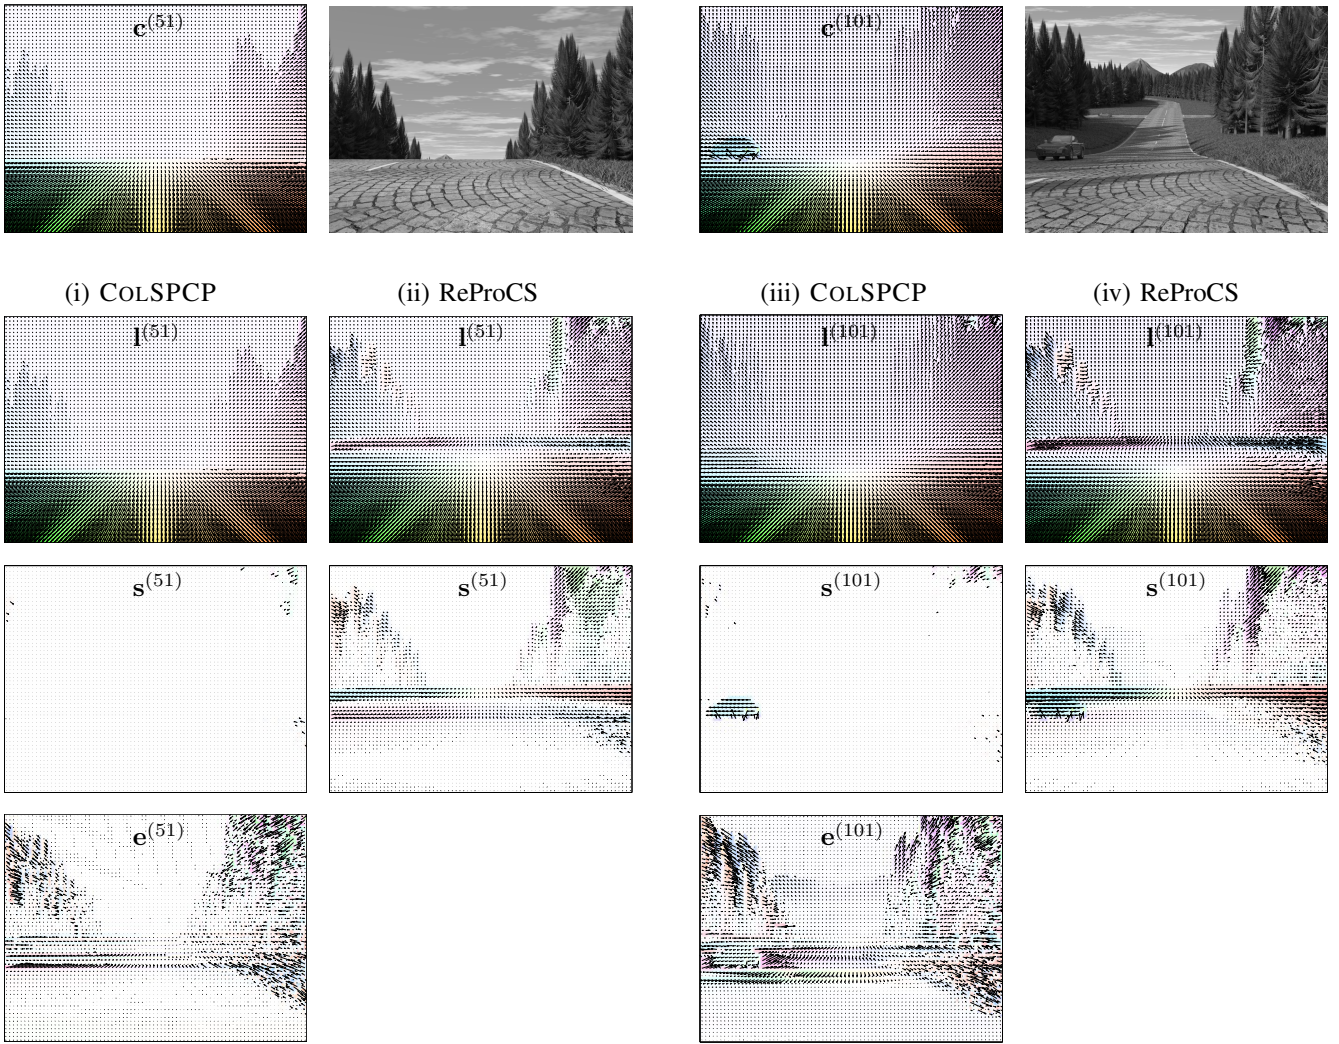 c^(51) c^(101)
(i) COLSPCP (ii) ReProCS (iii) COLSPCP (iv) ReProCS
l^(51) l^(51) l^(101) l^(101)
s^(51) s^(51) s^(101) s^(101)
e^(51) e^(101)